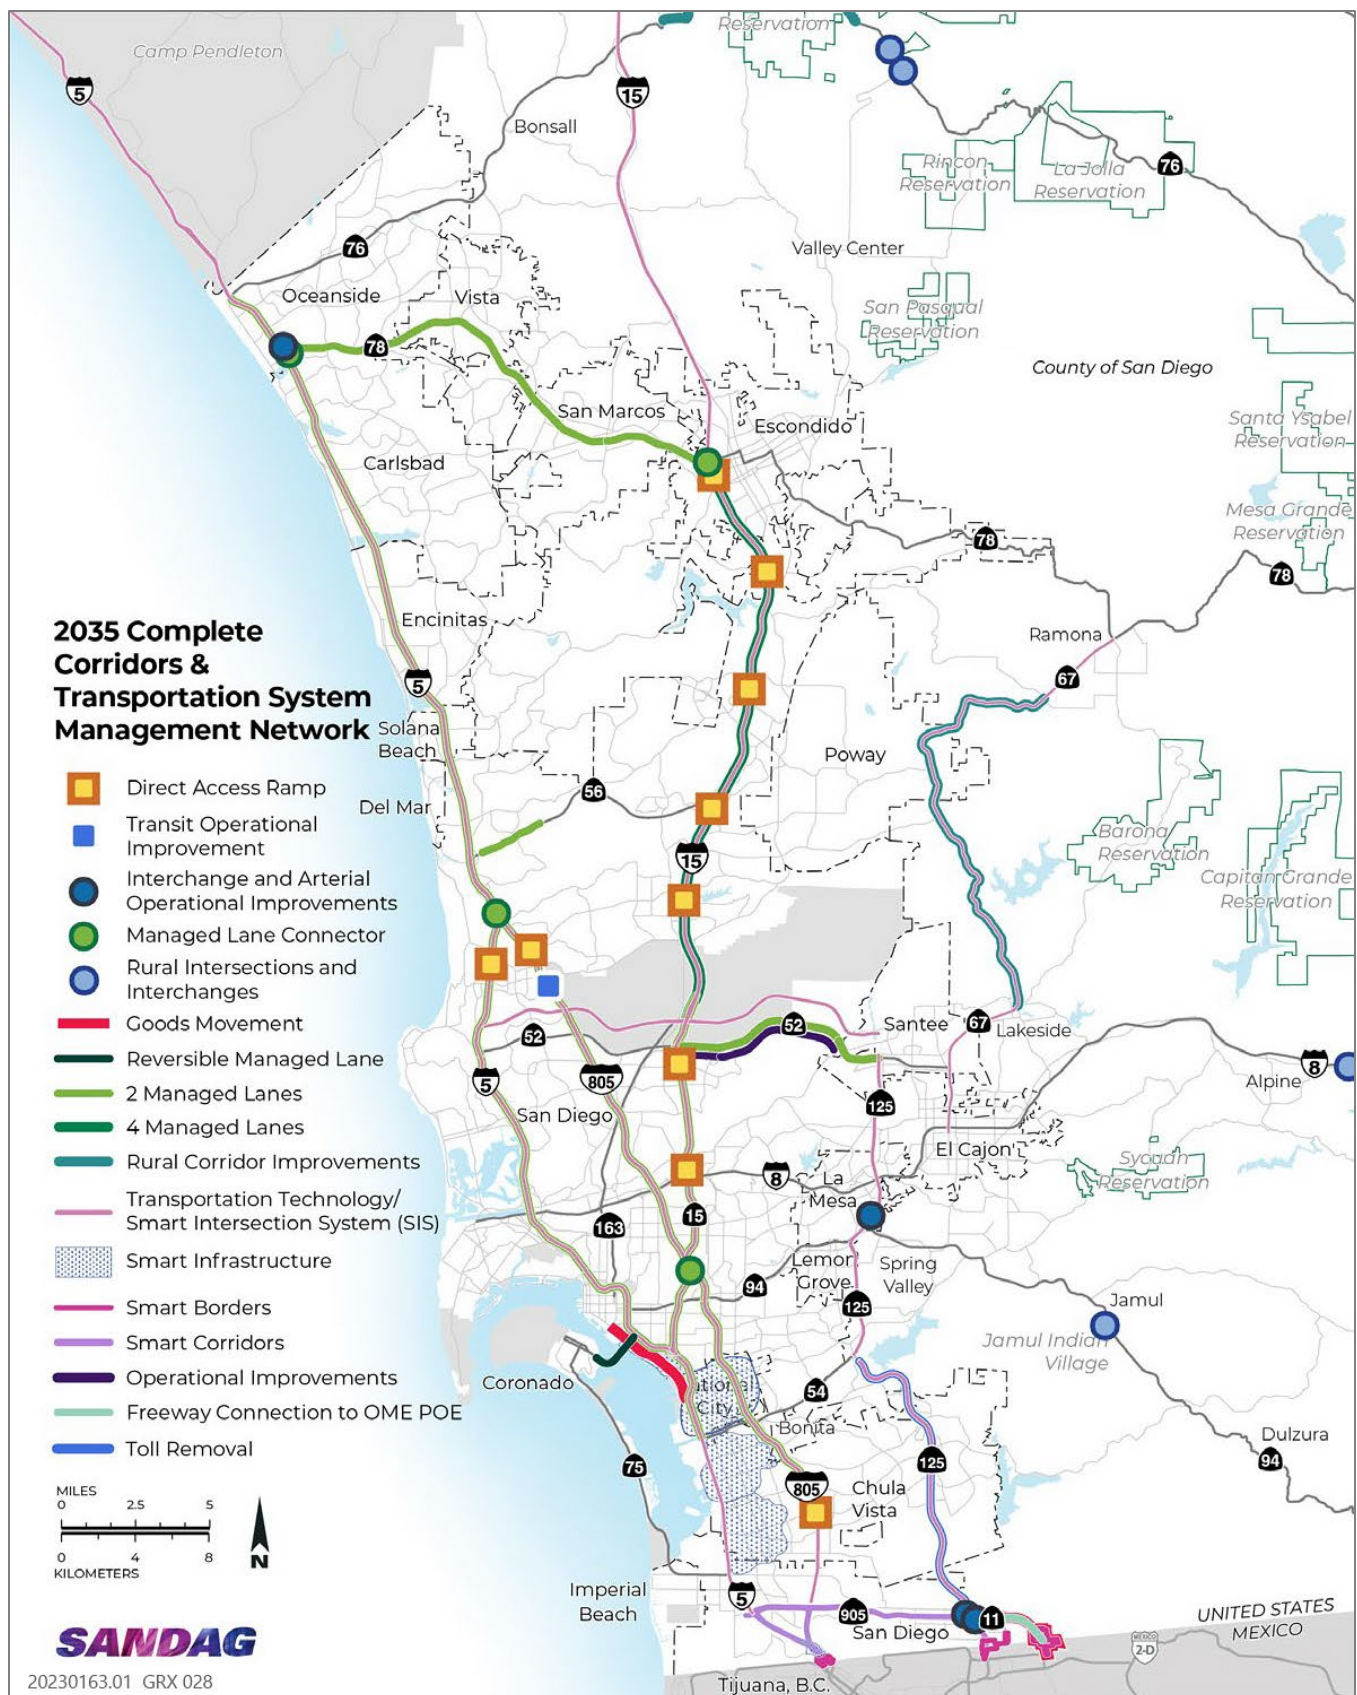 Reservation
Camp Pendleton
5
15
Bonsall
Rincon
Reservation
La Jolla
Reservation
76
76
Valley Center
Oceanside
Vista
San Pasqual
Reservation
78
County of San Diego
San Marcos
Escondido
Santa Ysabel
Reservation
Carlsbad
Mesa Grande
Reservation
78
78
Encinitas
Ramona
67
5
2035 Complete
Corridors &
Transportation System
Management Network
Solana
Beach
Poway
Del Mar
56
15
Barona
Reservation
Capitan Grande
Reservation
Direct Access Ramp
Transit Operational
Improvement
Interchange and Arterial
Operational Improvements
Managed Lane Connector
Rural Intersections and
Interchanges
Goods Movement
Reversible Managed Lane
2 Managed Lanes
4 Managed Lanes
Rural Corridor Improvements
Transportation Technology/
Smart Intersection System (SIS)
Smart Infrastructure
Smart Borders
Smart Corridors
Operational Improvements
Freeway Connection to OME POE
Toll Removal
52
52
Santee
67
Lakeside
5
805
8
Alpine
San Diego
125
El Cajon
Sycuan
Reservation
8
La
Mesa
163
15
Lemon
Grove
Spring
Valley
94
125
Jamul
Jamul Indian
Village
Coronado
National
City
54
Bonita
75
805
Chula
Vista
125
Dulzura
94
MILES
0 2.5 5
0 4 8
KILOMETERS
N
Imperial
Beach
5
905
San Diego
11
UNITED STATES
MEXICO
MEXICO
2-D
Tijuana, B.C.
SANDAG
20230163.01 GRX 028